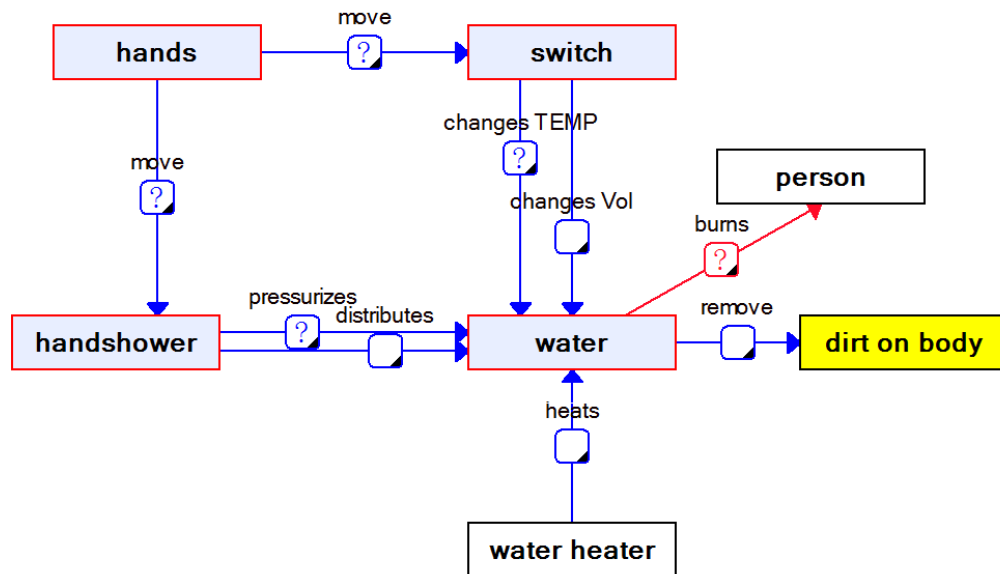 move
hands
?
switch
changes TEMP
move
?
?
person
changes Vol
burns
?
pressurizes
distributes
remove
handshower
?
water
dirt on body
heats
water heater